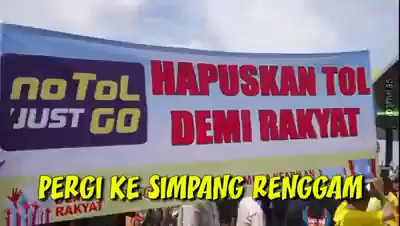 no ToL
JUST GO
HAPUSKAN TOL
DEMI RAKYAT
PERGI KE SIMPANG RENGGAM
RAKYAT